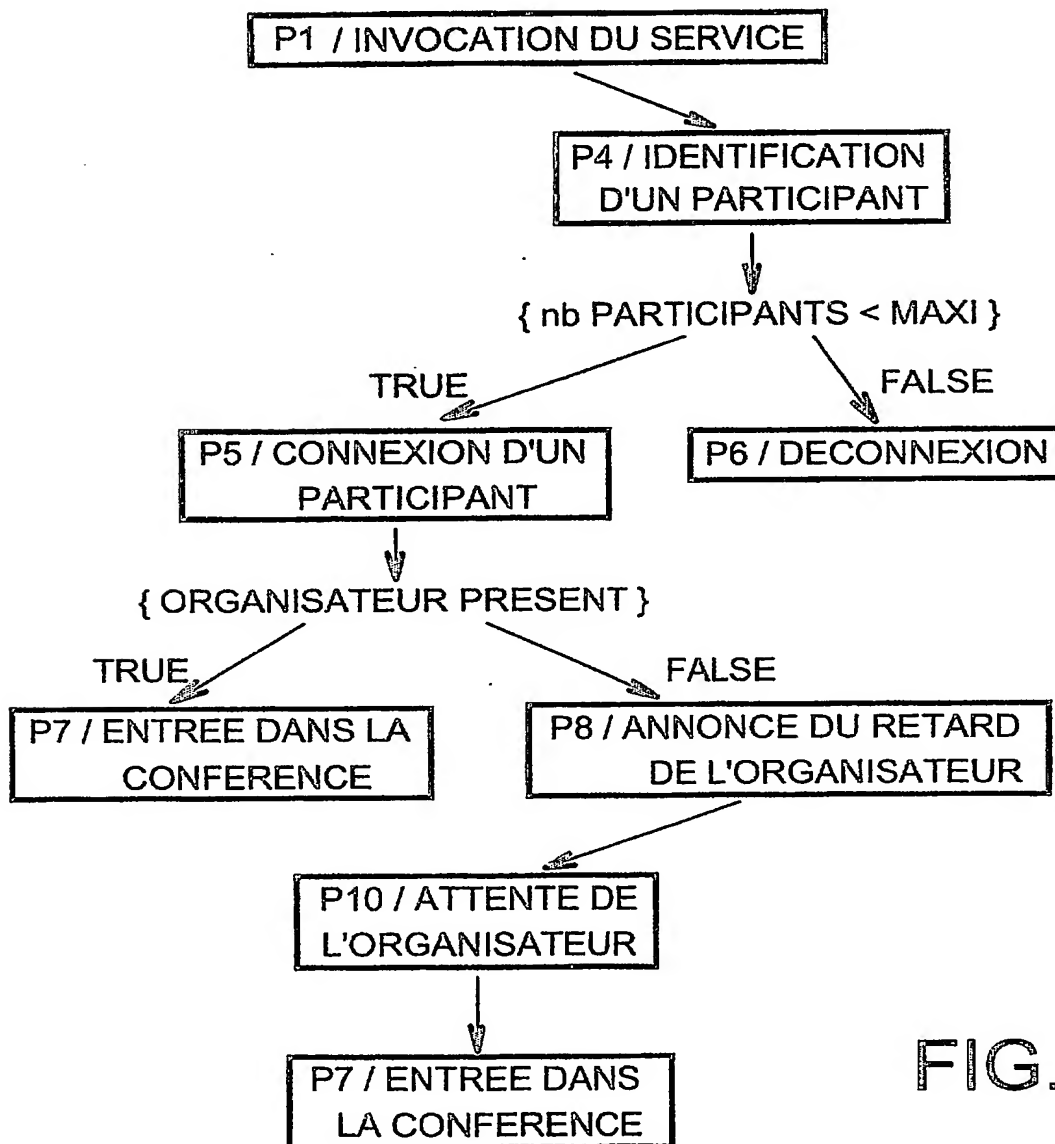 P1 / INVOCATION DU SERVICE
P4 / IDENTIFICATION
D'UN PARTICIPANT
{ nb PARTICIPANTS < MAXI }
TRUE
FALSE
P5 / CONNEXION D'UN
PARTICIPANT
P6 / DECONNEXION
{ ORGANISATEUR PRESENT }
TRUE
FALSE
P7 / ENTREE DANS LA
CONFERENCE
P8 / ANNONCE DU RETARD
DE L'ORGANISATEUR
P10 / ATTENTE DE
L'ORGANISATEUR
P7 / ENTREE DANS
LA CONFERENCE
FIG.